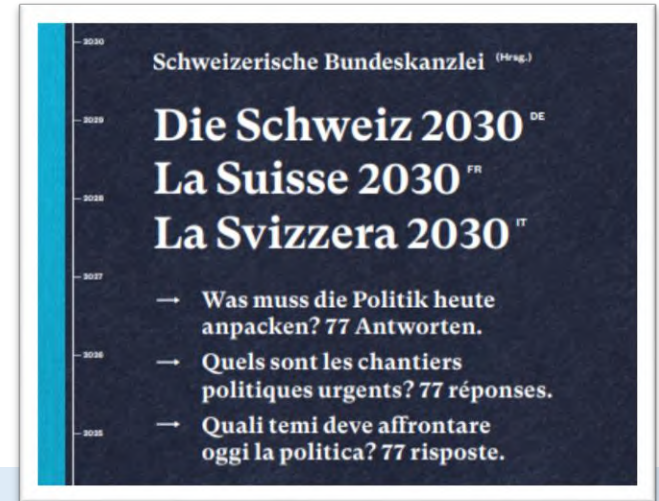 Schweizerische Bundeskanzlei (Hrsg.)
Die Schweiz 2030 DE
La Suisse 2030 FR
La Svizzera 2030 IT
→ Was muss die Politik heute
anpacken? 77 Antworten.
→ Quels sont les chantiers
politiques urgents? 77 réponses.
→ Quali temi deve affrontare
oggi la politica? 77 risposte.
2030
2029
2028
2027
2026
2025